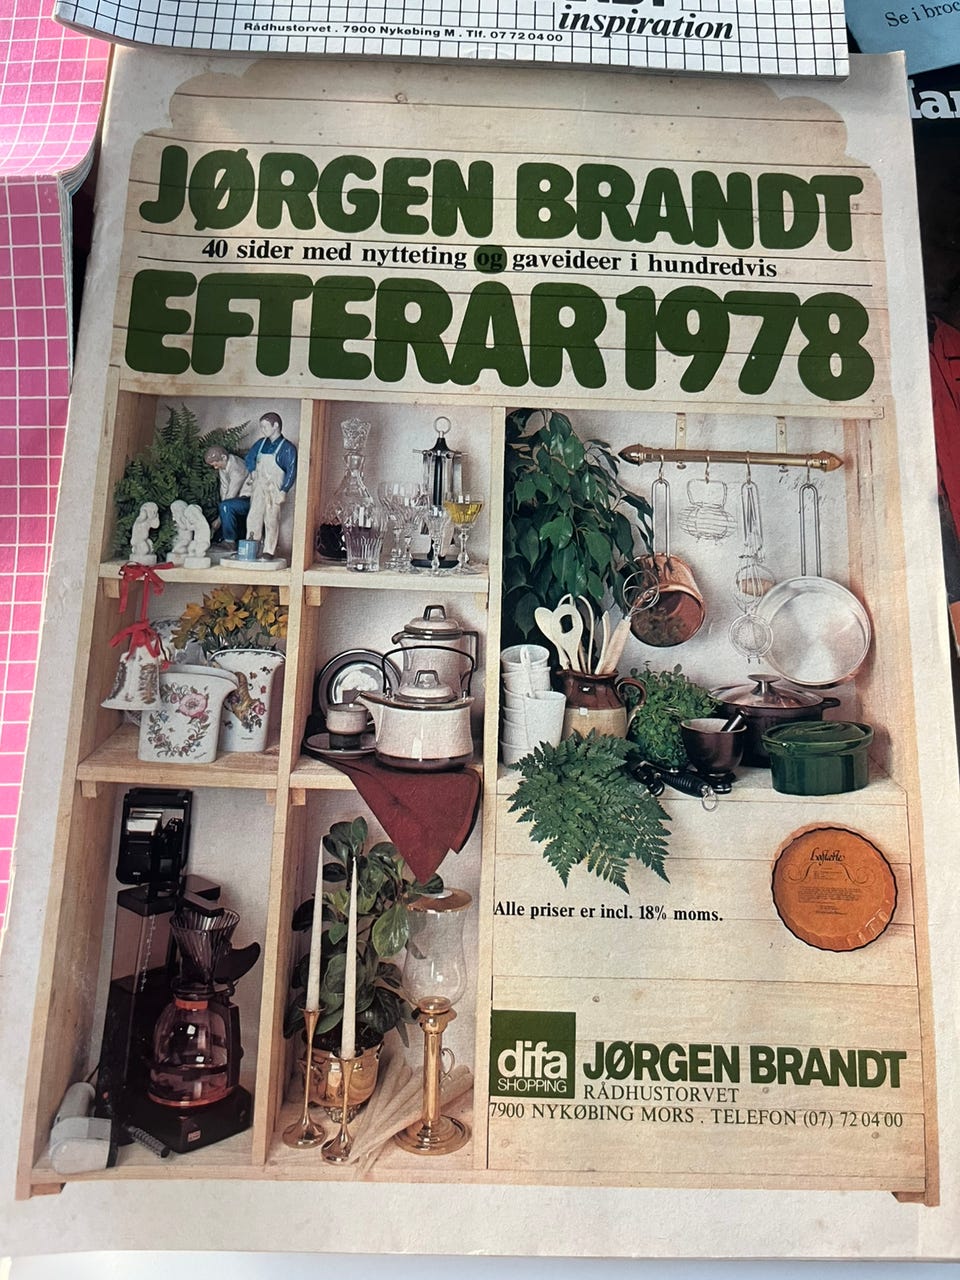 inspiration
Rådhustorvet . 7900 Nykøbing M . Tlf. 07 72 04 00
Se i
JØRGEN BRANDT
40 sider med nytteting og gaveideer i hundredvis
EFTERÅR 1978
Alle priser er incl. 18% moms.
difa
SHOPPING
JØRGEN BRANDT
RÅDHUSTORVET
7900 NYKØBING MORS . TELEFON (07) 72 04 00